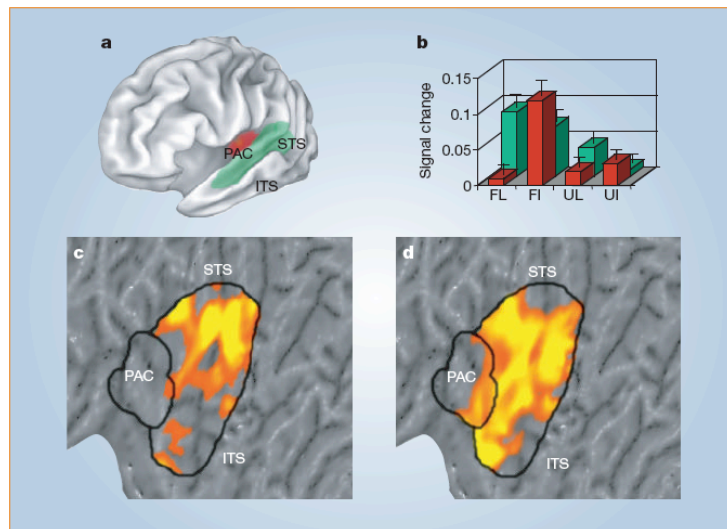 a
PAC
STS
ITS
b
Signal change
0.15
0.1
0.05
0
FL FI UL UI
c
STS
PAC
ITS
d
STS
PAC
ITS